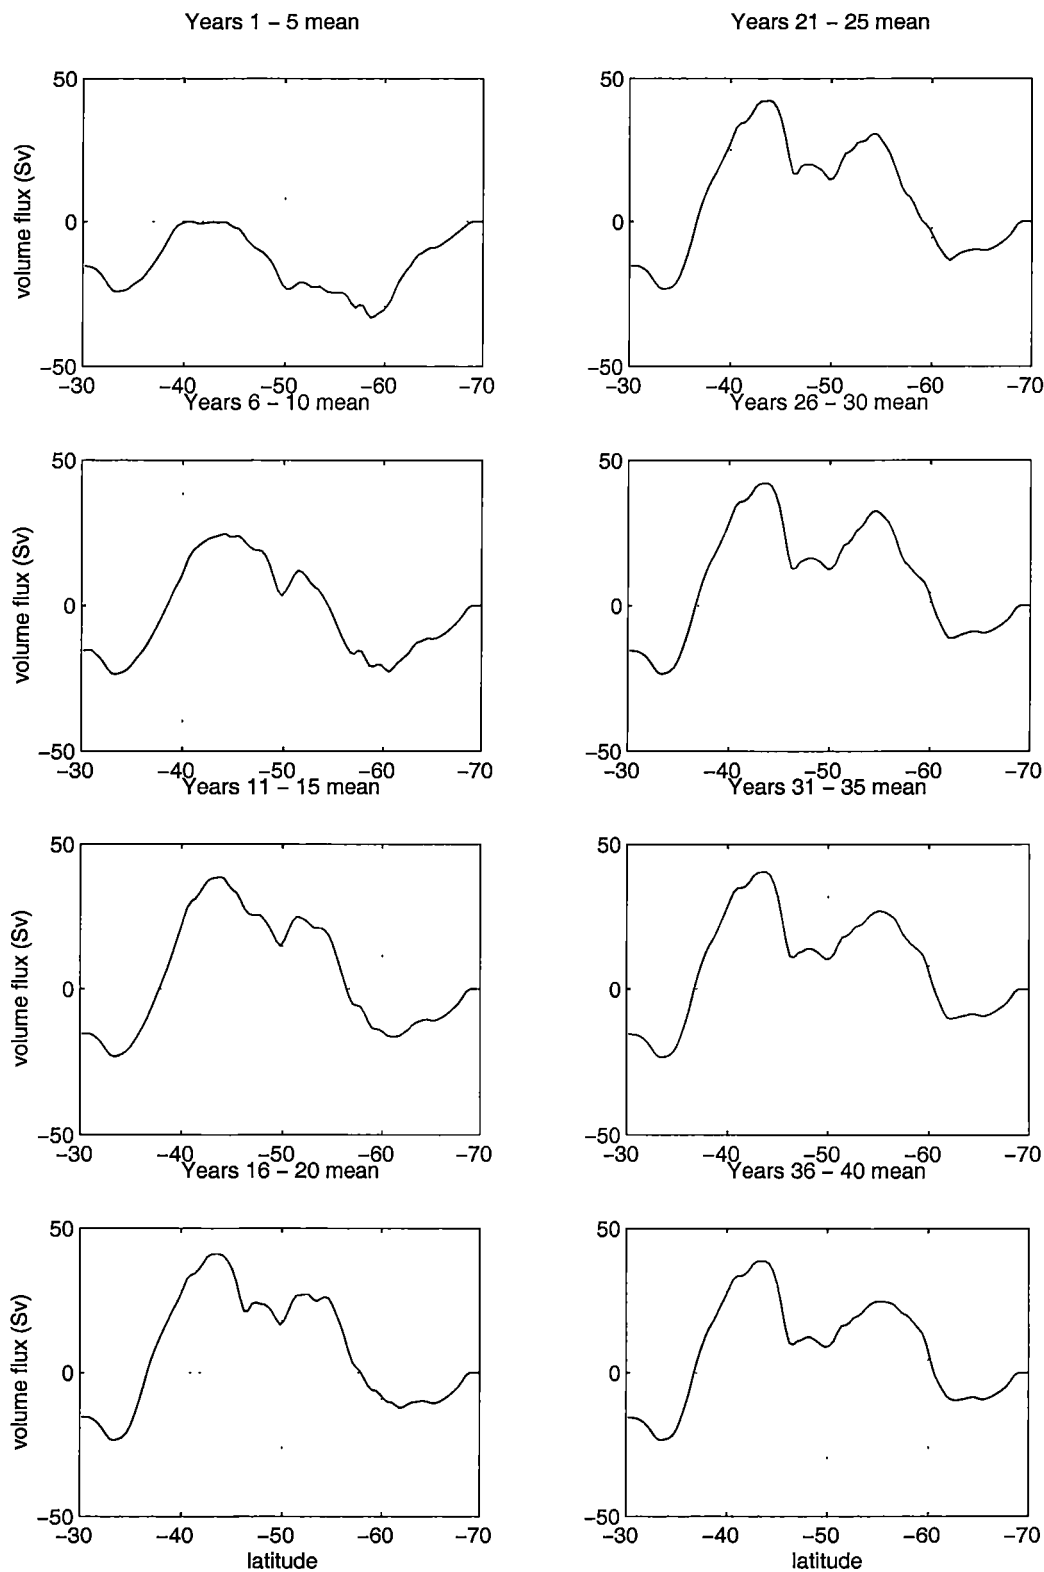 Years 1 – 5 mean
50
0
−50
volume flux (Sv)
−30 −40 −50 −60 −70
Years 6 – 10 mean
50
0
−50
volume flux (Sv)
−30 −40 −50 −60 −70
Years 11 – 15 mean
50
0
−50
volume flux (Sv)
−30 −40 −50 −60 −70
Years 16 – 20 mean
50
0
−50
volume flux (Sv)
−30 −40 −50 −60 −70
latitude
Years 21 – 25 mean
50
0
−50
−30 −40 −50 −60 −70
Years 26 – 30 mean
50
0
−50
−30 −40 −50 −60 −70
Years 31 – 35 mean
50
0
−50
−30 −40 −50 −60 −70
Years 36 – 40 mean
50
0
−50
−30 −40 −50 −60 −70
latitude